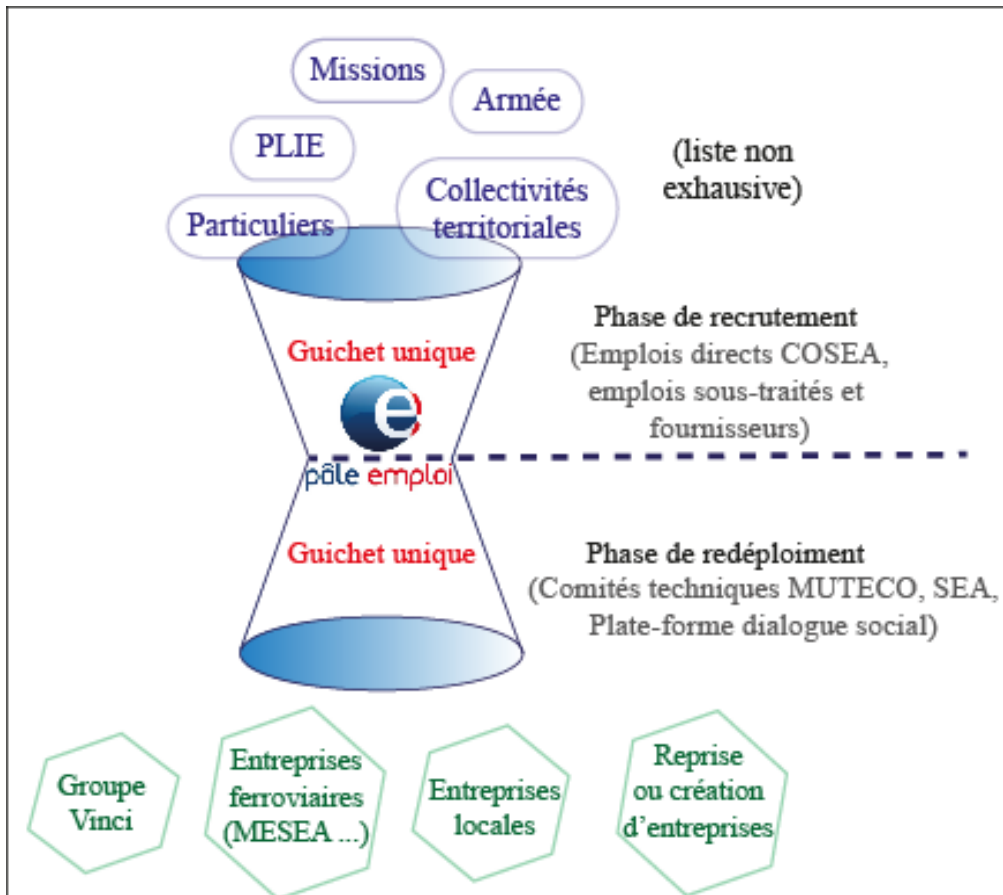 Missions
Armée
PLIE
(liste non
exhausive)
Collectivités
territoriales
Particuliers
Phase de recrutement
(Emplois directs COSEA,
emplois sous-traités et
fournisseurs)
Guichet unique
e
pôle emploi
Guichet unique
Phase de redéploiment
(Comités techniques MUTECO, SEA,
Plate-forme dialogue social)
Groupe
Vinci
Entreprises
ferroviaires
(MESEA ...)
Entreprises
locales
Reprise
ou création
d'entreprises